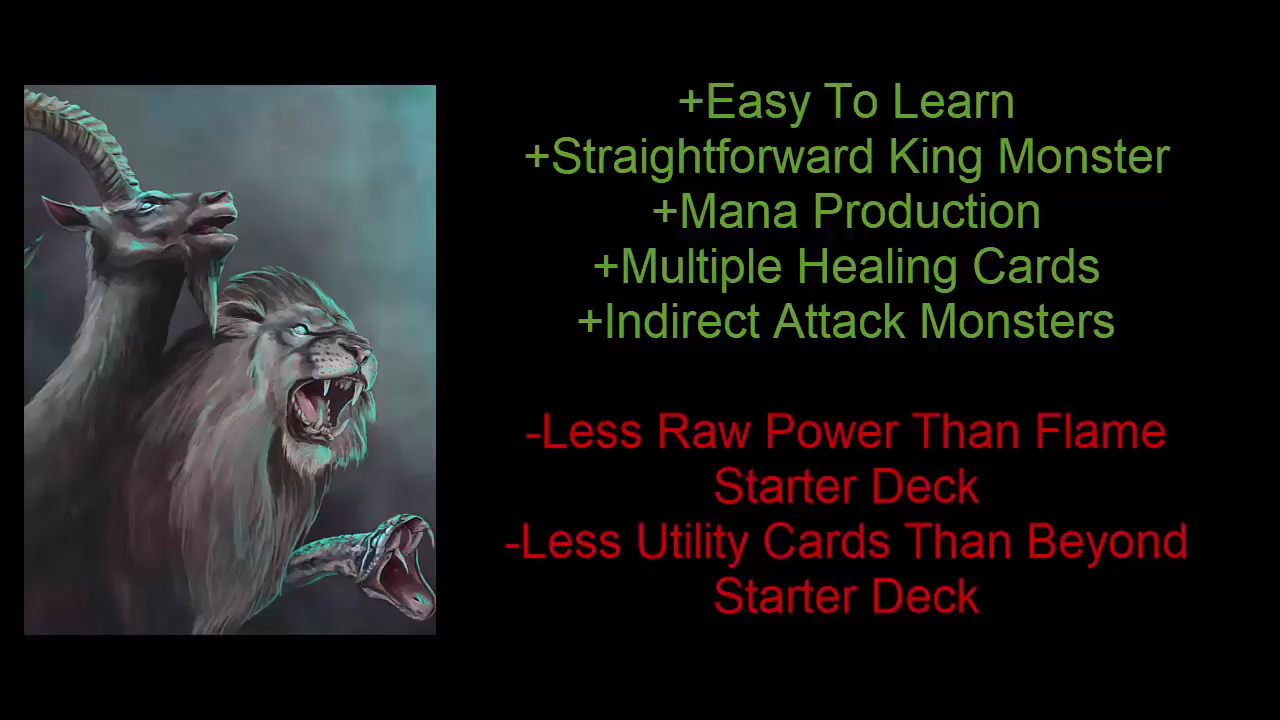 +Easy To Learn
+Straightforward King Monster
+Mana Production
+Multiple Healing Cards
+Indirect Attack Monsters
-Less Raw Power Than Flame
Starter Deck
-Less Utility Cards Than Beyond
Starter Deck